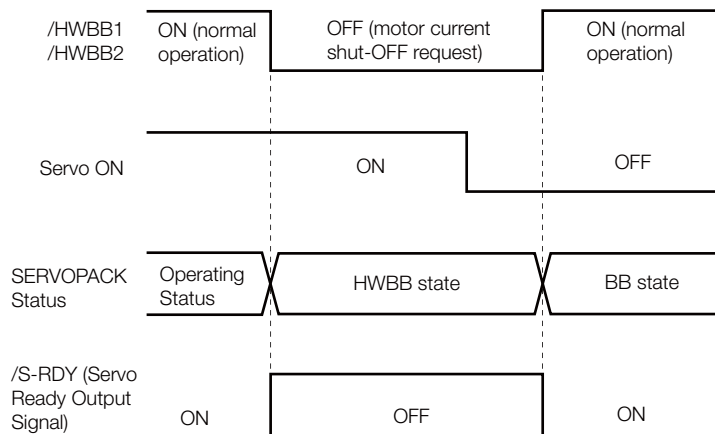 /HWBB1
/HWBB2
ON (normal
operation)
OFF (motor current
shut-OFF request)
ON (normal
operation)
Servo ON
ON
OFF
SERVOPACK
Status
Operating
Status
HWBB state
BB state
/S-RDY (Servo
Ready Output
Signal)
ON
OFF
ON